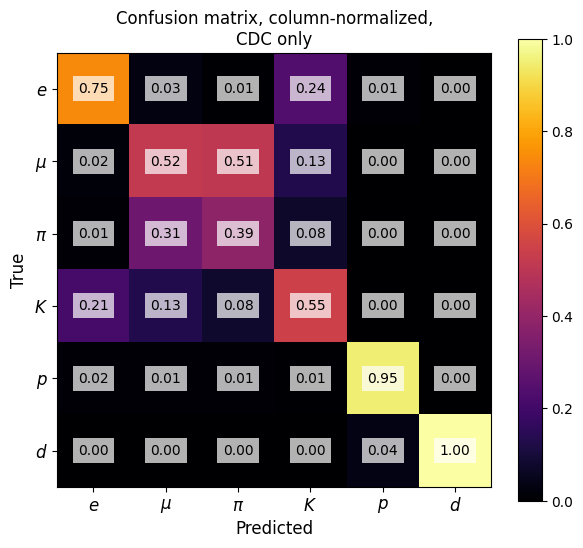 Confusion matrix, column-normalized,
CDC only
True
e 0.75 0.03 0.01 0.24 0.01 0.00
μ 0.02 0.52 0.51 0.13 0.00 0.00
π 0.01 0.31 0.39 0.08 0.00 0.00
K 0.21 0.13 0.08 0.55 0.00 0.00
p 0.02 0.01 0.01 0.01 0.95 0.00
d 0.00 0.00 0.00 0.00 0.04 1.00
e μ π K p d
Predicted
1.0
0.8
0.6
0.4
0.2
0.0